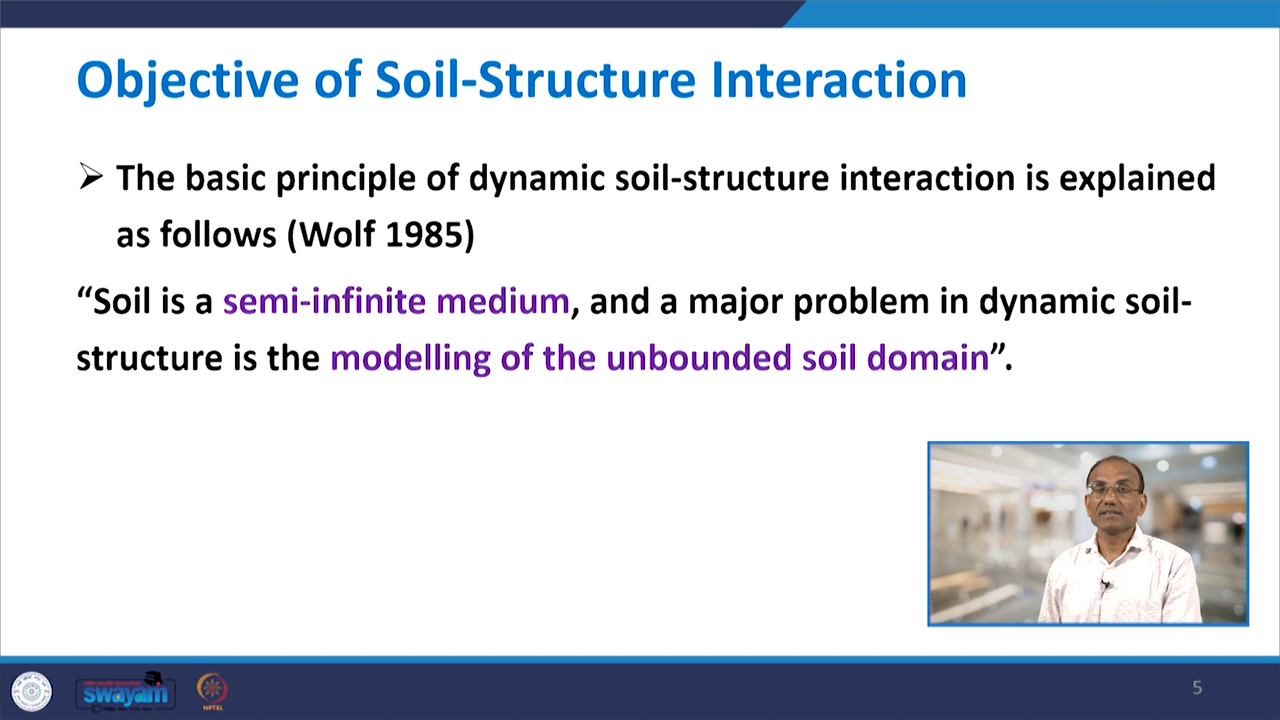 Objective of Soil-Structure Interaction
➢ The basic principle of dynamic soil-structure interaction is explained
as follows (Wolf 1985)
“Soil is a semi-infinite medium, and a major problem in dynamic soil-
structure is the modelling of the unbounded soil domain”.
swayam
NPTEL
5